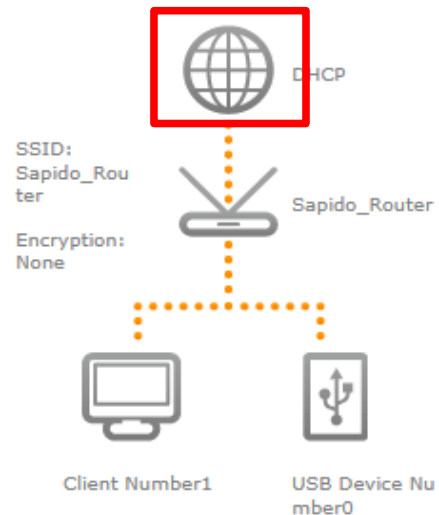 DHCP
SSID:
Sapido_Rou
ter
Sapido_Router
Encryption:
None
Client Number1
USB Device Nu
mber0